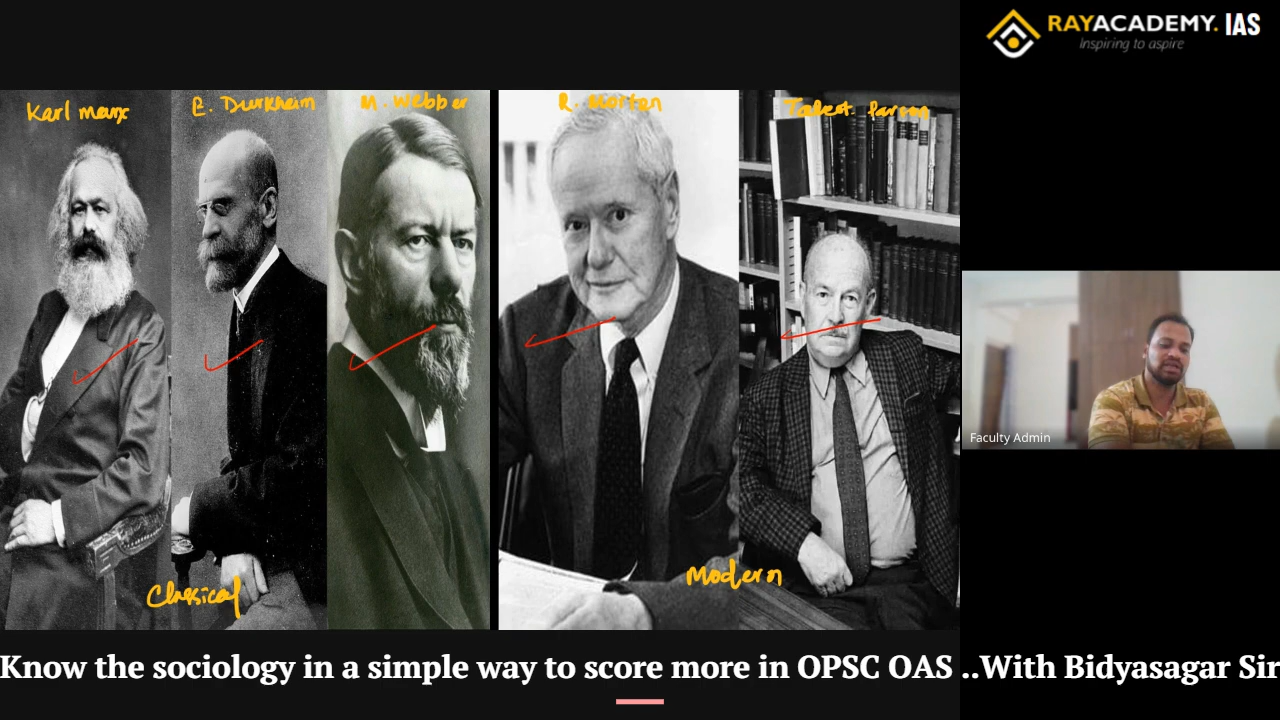 RAYACADEMY. IAS
Inspiring to aspire
Karl marx
E. Durkheim
M. Webber
R. Morten
Talcot. Parson
Classical
Modern
Faculty Admin
Know the sociology in a simple way to score more in OPSC OAS ..With Bidyasagar Sir